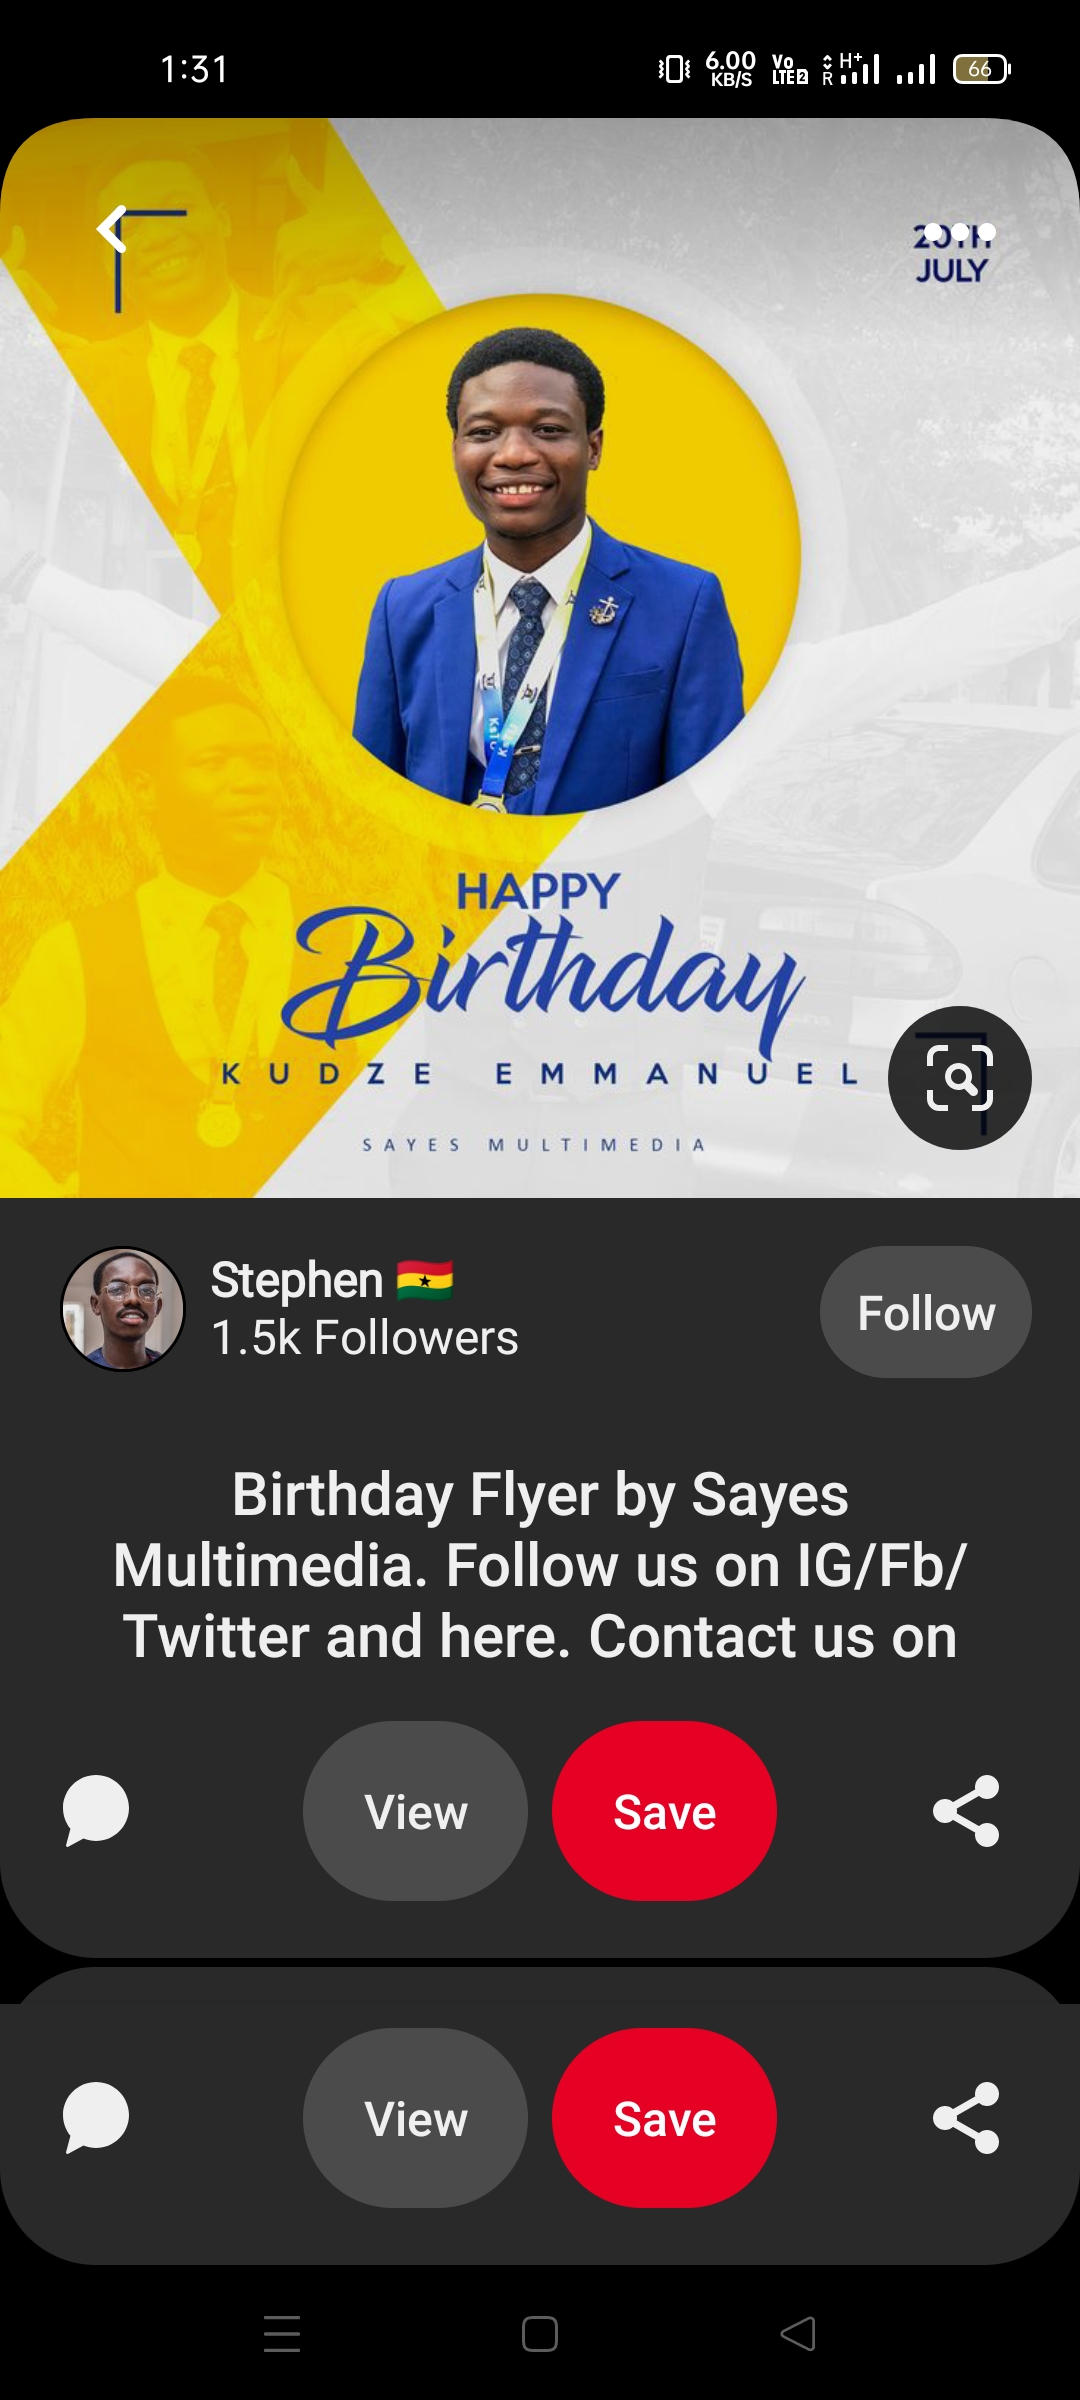 1:31
6.00
KB/S
Vo
LTE2
R
H+
66
20TH
JULY
HAPPY
Birthday
KUDZE EMMANUEL
SAYES MULTIMEDIA
Stephen 🇬🇭
1.5k Followers
Follow
Birthday Flyer by Sayes
Multimedia. Follow us on IG/Fb/
Twitter and here. Contact us on
View
Save
View
Save